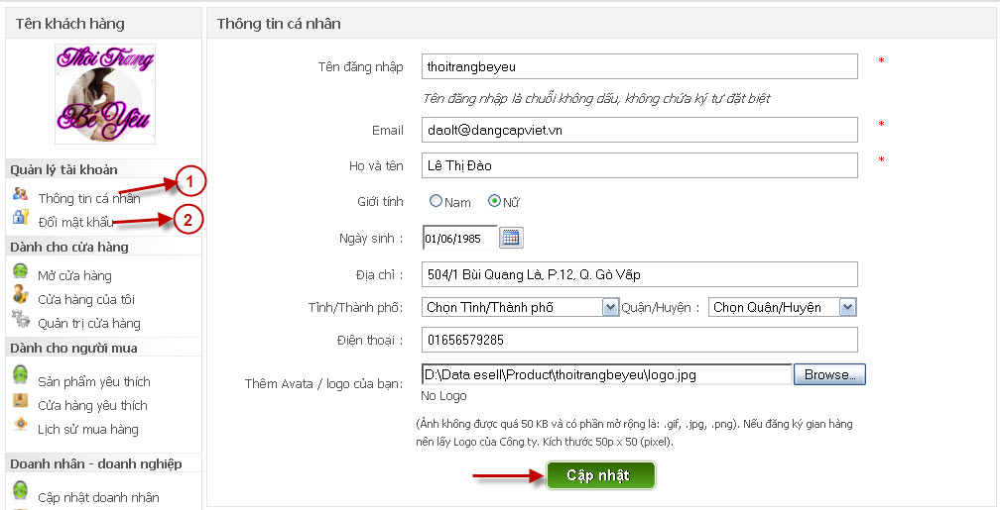 Tên khách hàng
Thời Trang
Bé Yêu
Quản lý tài khoản
Thông tin cá nhân
1
Đổi mật khẩu
2
Dành cho cửa hàng
Mở cửa hàng
Cửa hàng của tôi
Quản trị cửa hàng
Dành cho người mua
Sản phẩm yêu thích
Cửa hàng yêu thích
Lịch sử mua hàng
Doanh nhân - doanh nghiệp
Cập nhật doanh nhân
Thông tin cá nhân
Tên đăng nhập thoitrangbeyeu *
Tên đăng nhập là chuỗi không dấu, không chứa ký tự đặt biệt
Email daolt@dangcapviet.vn *
Họ và tên Lê Thị Đào *
Giới tính Nam Nữ
Ngày sinh : 01/06/1985
Địa chỉ : 504/1 Bùi Quang Là, P.12, Q. Gò Vấp
Tỉnh/Thành phố: Chọn Tỉnh/Thành phố Quận/Huyện : Chọn Quận/Huyện
Điện thoại : 01656579285
Thêm Avata / logo của bạn: D:\Data esell\Product\thoitrangbeyeu\logo.jpg Browse...
No Logo
(Ảnh không được quá 50 KB và có phần mở rộng là: .gif, .jpg, .png). Nếu đăng ký gian hàng
nên lấy Logo của Công ty. Kích thước 50p x 50 (pixel).
Cập nhật